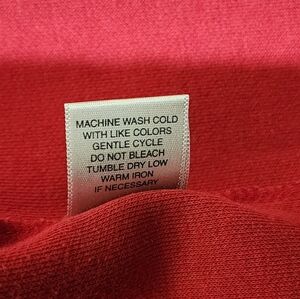 MACHINE WASH COLD
WITH LIKE COLORS
GENTLE CYCLE
DO NOT BLEACH
TUMBLE DRY LOW
WARM IRON
IF NECESSARY